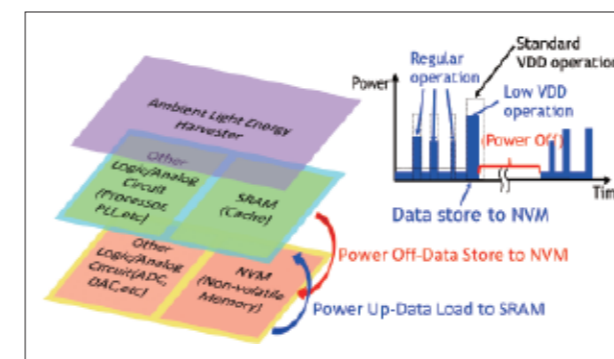 Ambient Light Energy
Harvester
Other
Logic/Analog
Circuit
(Processor,
PLL,etc)
SRAM
(Cache)
Other
Logic/Analog
Circuit(ADC,
DAC,etc)
NVM
(Non-volatile
Memory)
Power Off-Data Store to NVM
Power Up-Data Load to SRAM
Standard
VDD operation
Regular
operation
Power
Low VDD
operation
(Power Off)
Time
Data store to NVM